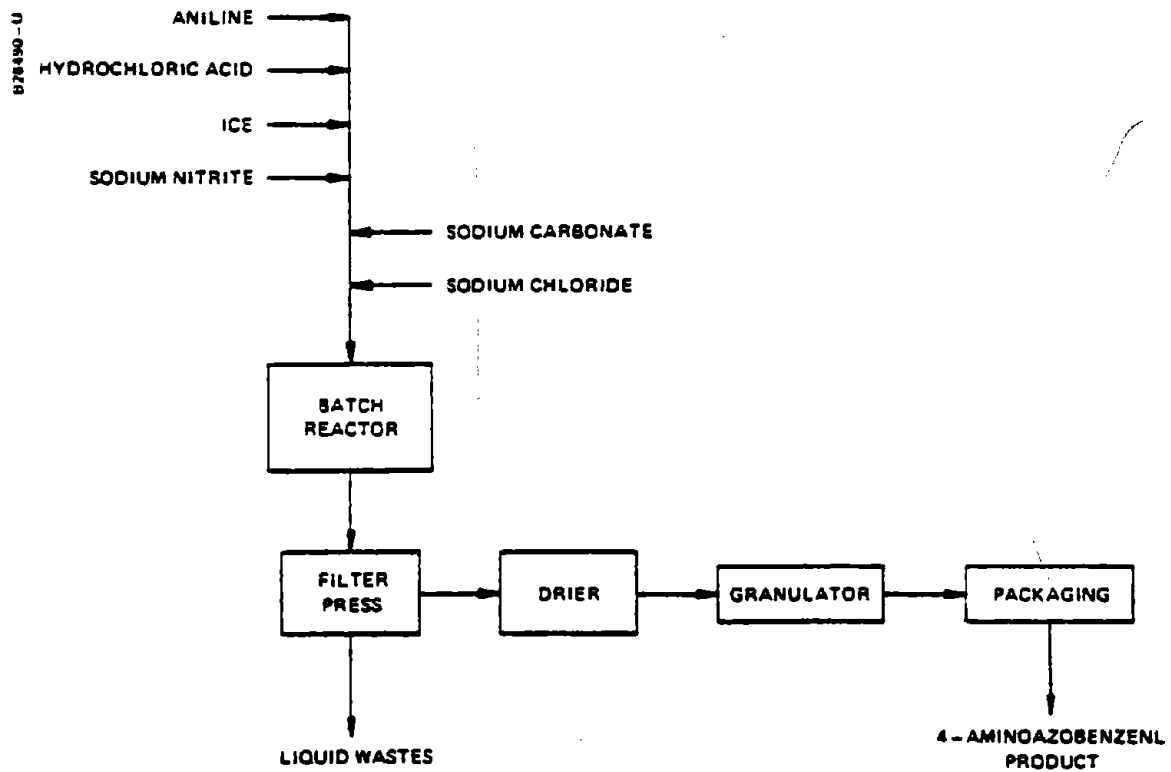 B28490-U
ANILINE
HYDROCHLORIC ACID
ICE
SODIUM NITRITE
SODIUM CARBONATE
SODIUM CHLORIDE
BATCH
REACTOR
FILTER
PRESS
DRIER
GRANULATOR
PACKAGING
LIQUID WASTES
4-AMINOAZOBENZENL
PRODUCT